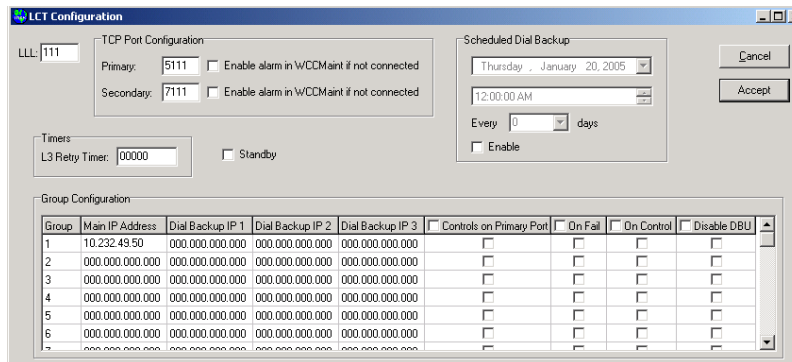 LCT Configuration
LLL: 111
TCP Port Configuration
Primary: 5111 Enable alarm in WCCMaint if not connected
Secondary: 7111 Enable alarm in WCCMaint if not connected
Scheduled Dial Backup
Thursday , January 20, 2005
12:00:00 AM
Every 0 days
Enable
Cancel
Accept
Timers
L3 Retry Timer: 00000
Standby
Group Configuration
Group Main IP Address Dial Backup IP 1 Dial Backup IP 2 Dial Backup IP 3 Controls on Primary Port On Fail On Control Disable DBU
1 10.232.49.50 000.000.000.000 000.000.000.000 000.000.000.000
2 000.000.000.000 000.000.000.000 000.000.000.000 000.000.000.000
3 000.000.000.000 000.000.000.000 000.000.000.000 000.000.000.000
4 000.000.000.000 000.000.000.000 000.000.000.000 000.000.000.000
5 000.000.000.000 000.000.000.000 000.000.000.000 000.000.000.000
6 000.000.000.000 000.000.000.000 000.000.000.000 000.000.000.000